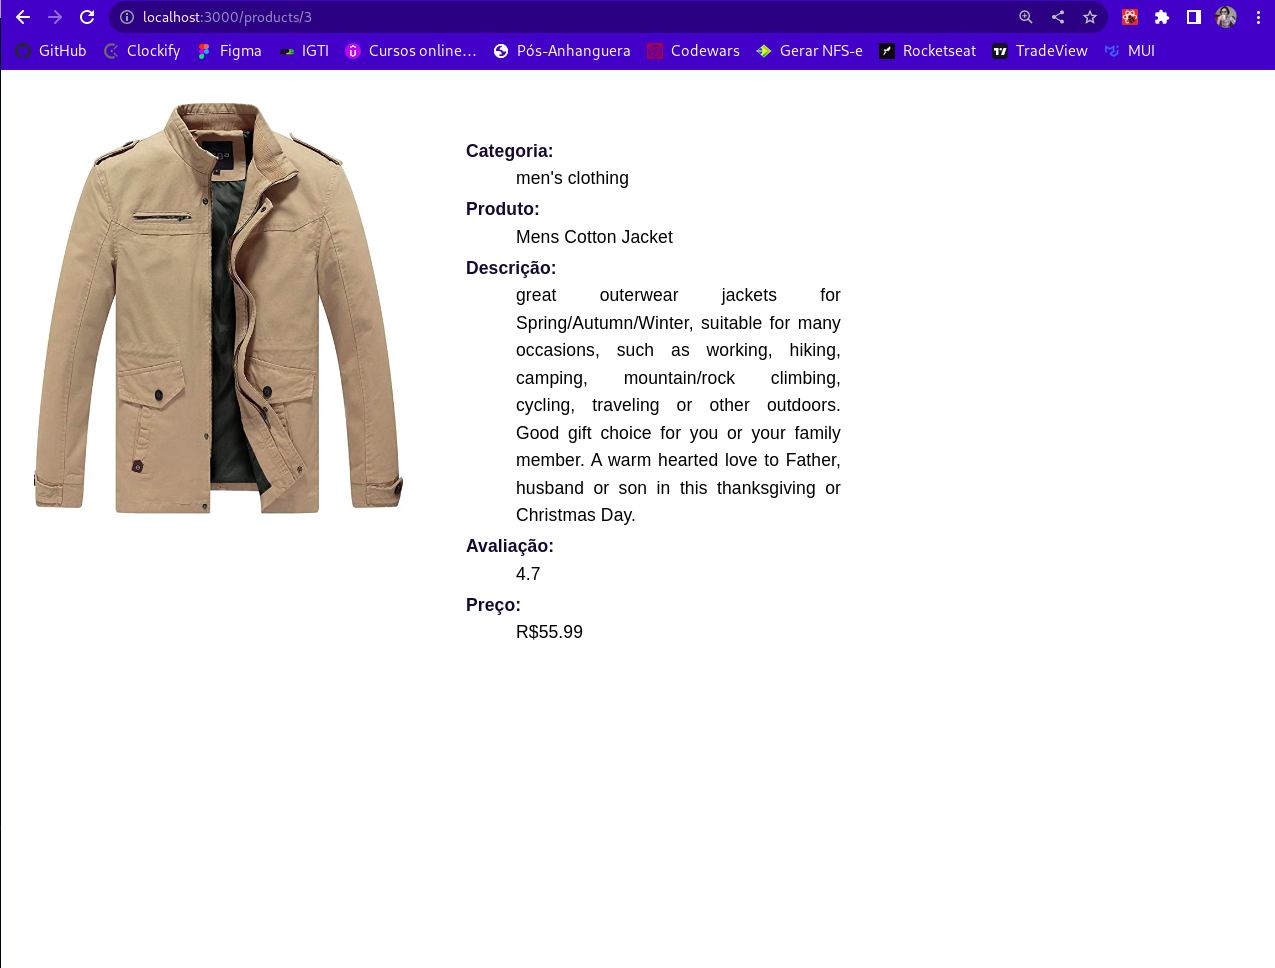 localhost:3000/products/3
GitHub
Clockify
Figma
IGTI
Cursos online...
Pós-Anhanguera
Codewars
Gerar NFS-e
Rocketseat
TradeView
MUI
Categoria:
men's clothing
Produto:
Mens Cotton Jacket
Descrição:
great outerwear jackets for
Spring/Autumn/Winter, suitable for many
occasions, such as working, hiking,
camping, mountain/rock climbing,
cycling, traveling or other outdoors.
Good gift choice for you or your family
member. A warm hearted love to Father,
husband or son in this thanksgiving or
Christmas Day.
Avaliação:
4.7
Preço:
R$55.99